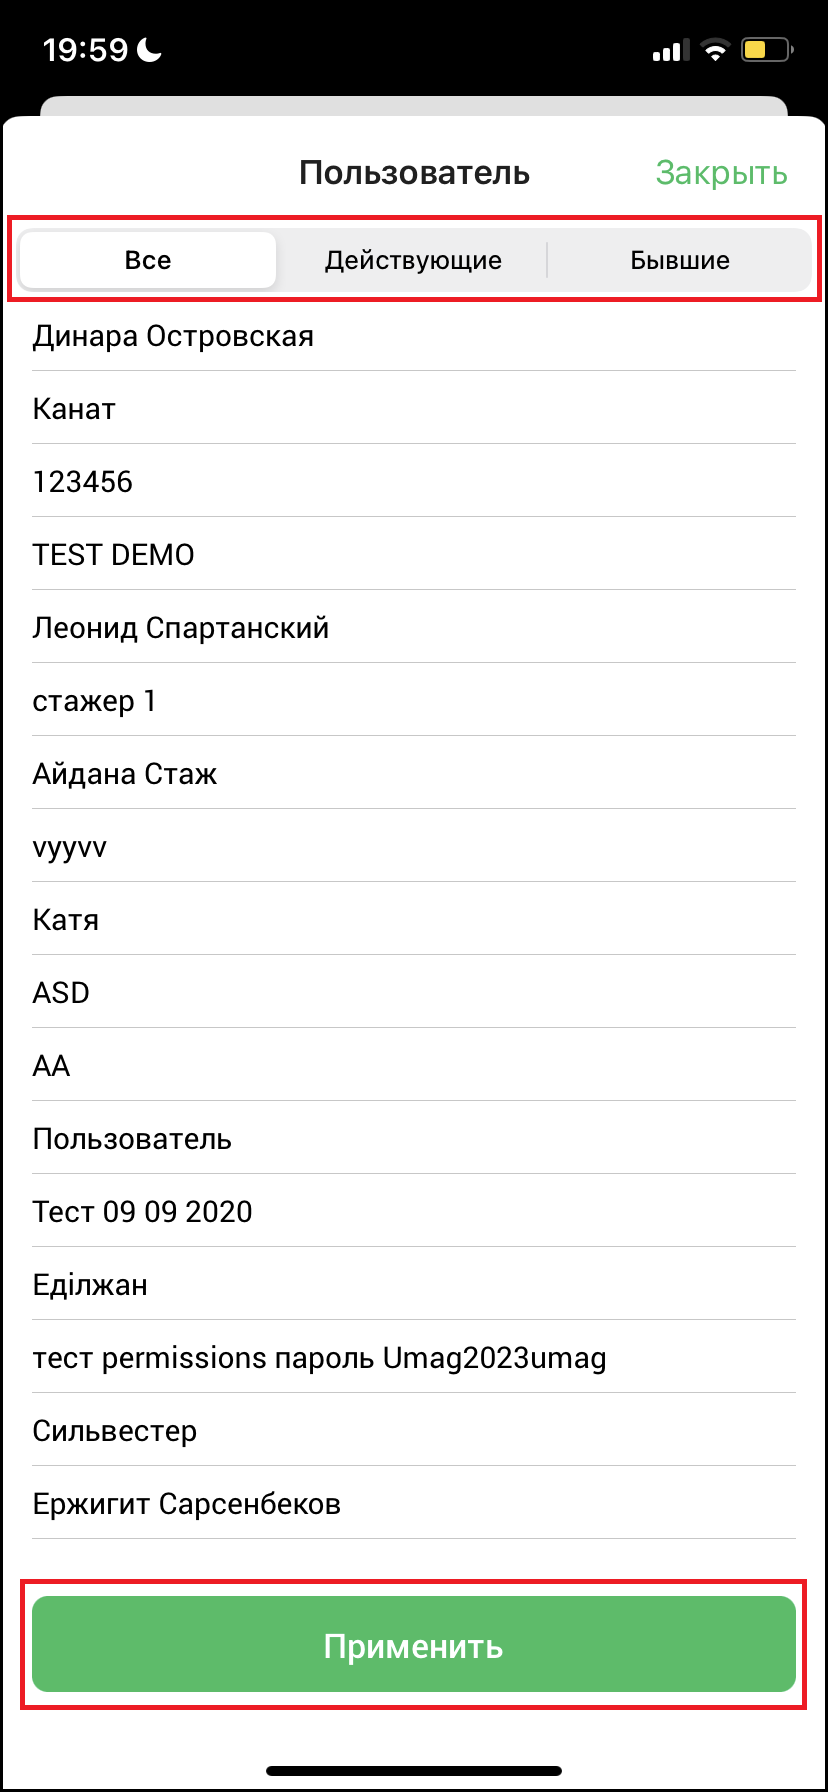 19:59
Пользователь Закрыть
Все Действующие Бывшие
Динара Островская
Канат
123456
TEST DEMO
Леонид Спартанский
стажер 1
Айдана Стаж
vyyvv
Катя
ASD
AA
Пользователь
Тест 09 09 2020
Еділжан
тест permissions пароль Umag2023umag
Сильвестер
Ержигит Сарсенбеков
Применить